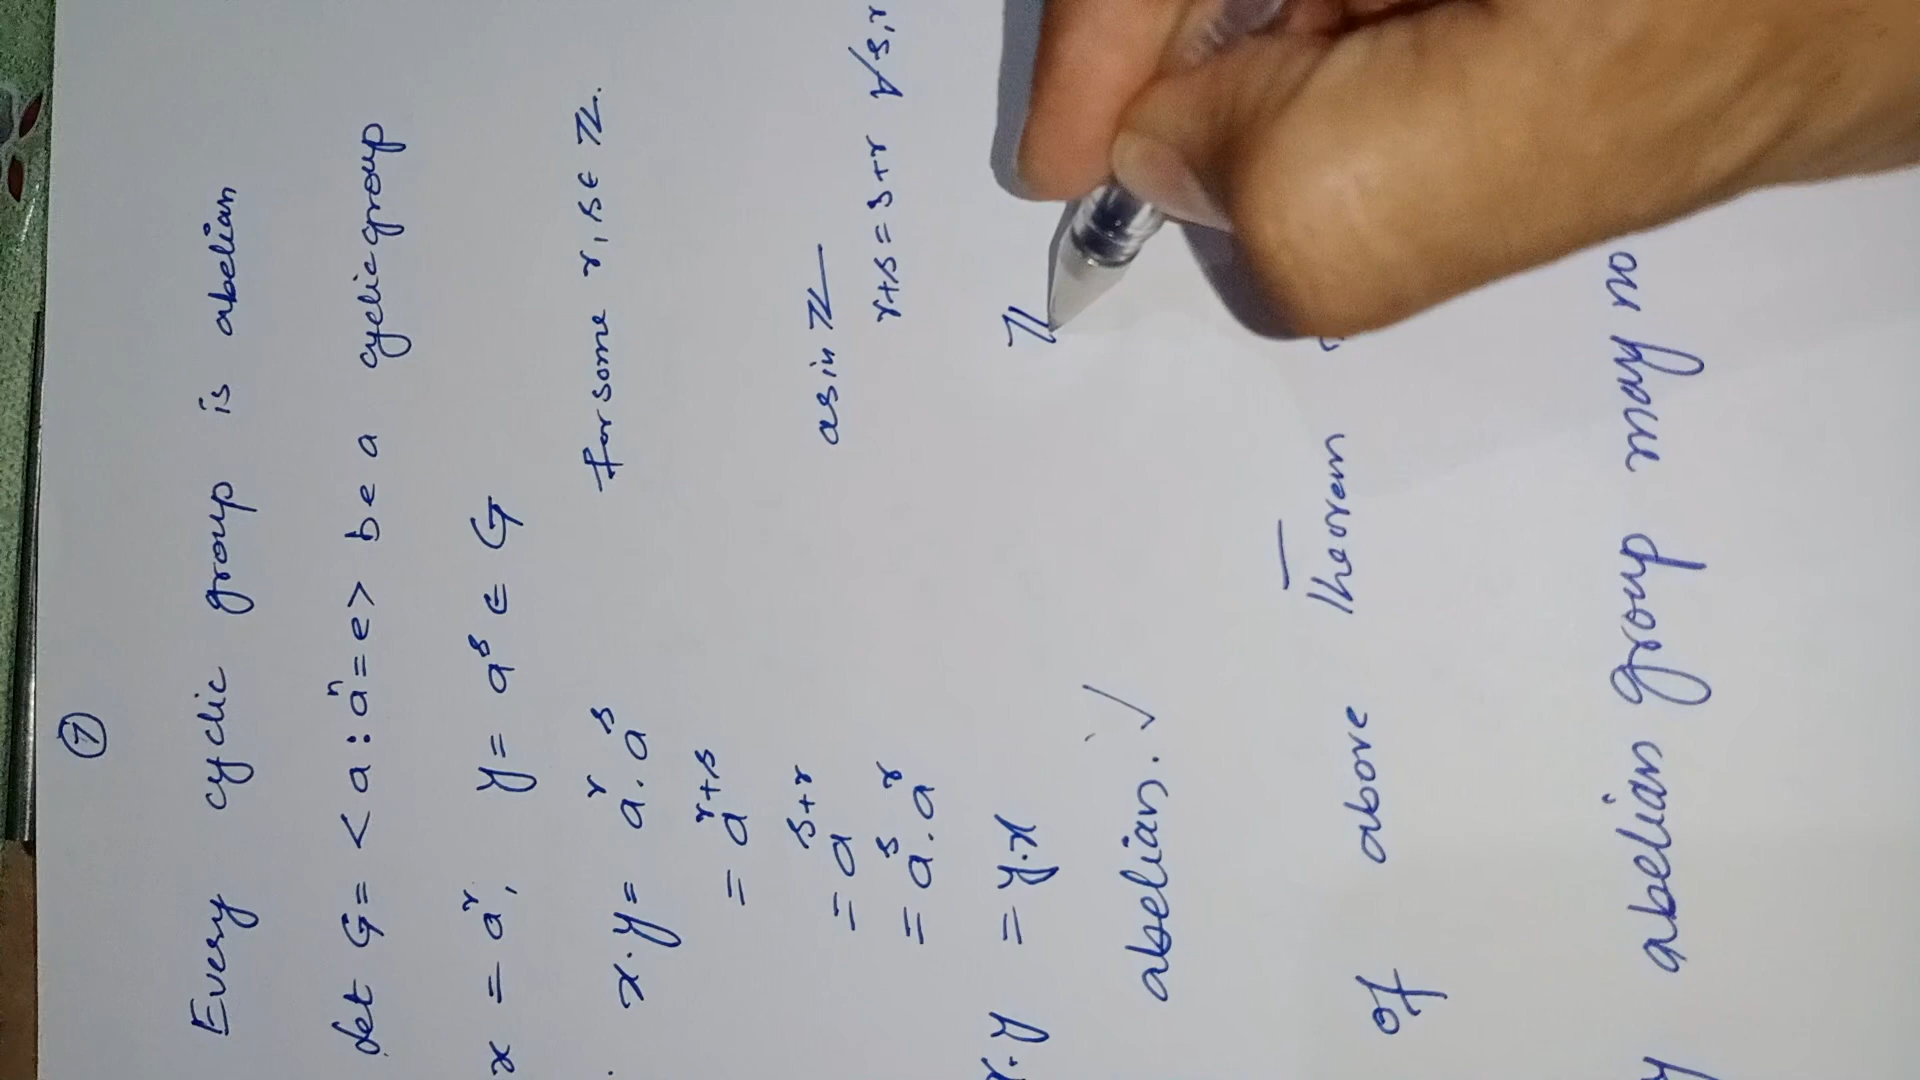 ⑦
Every cyclic group is abelian
Let G = < a : aⁿ = e > be a cyclic group
x = aʳ, y = aˢ ∈ G
x·y = aʳ·aˢ for some r, s ∈ ℤ.
= aʳ⁺ˢ
= aˢ⁺ʳ as in ℤ
= aˢ·aʳ r+s = s+r ∀ s, r
x·y = y·x ℤ
abelian. ✓
of above Theorem
abelian group may no